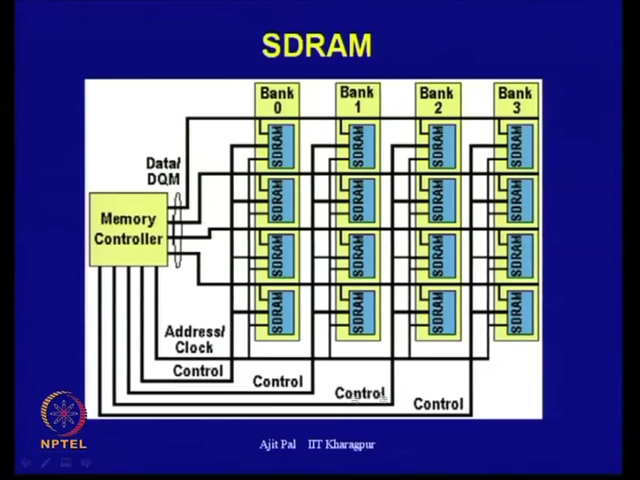 SDRAM
Bank 0
Bank 1
Bank 2
Bank 3
SDRAM SDRAM SDRAM SDRAM
Data/
DQM
SDRAM SDRAM SDRAM SDRAM
Memory
Controller
SDRAM SDRAM SDRAM SDRAM
SDRAM SDRAM SDRAM SDRAM
Address/
Clock
Control
Control
Control
Control
NPTEL
Ajit Pal IIT Kharagpur